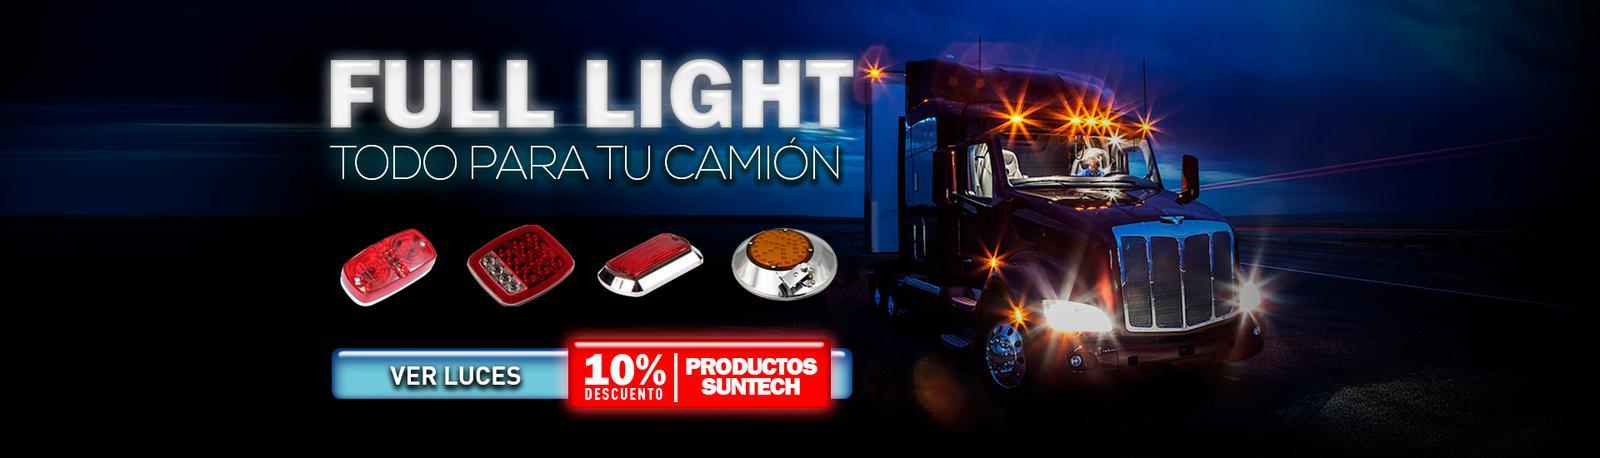 FULL LIGHT
TODO PARA TU CAMIÓN
VER LUCES
10%
DESCUENTO
PRODUCTOS
SUNTECH